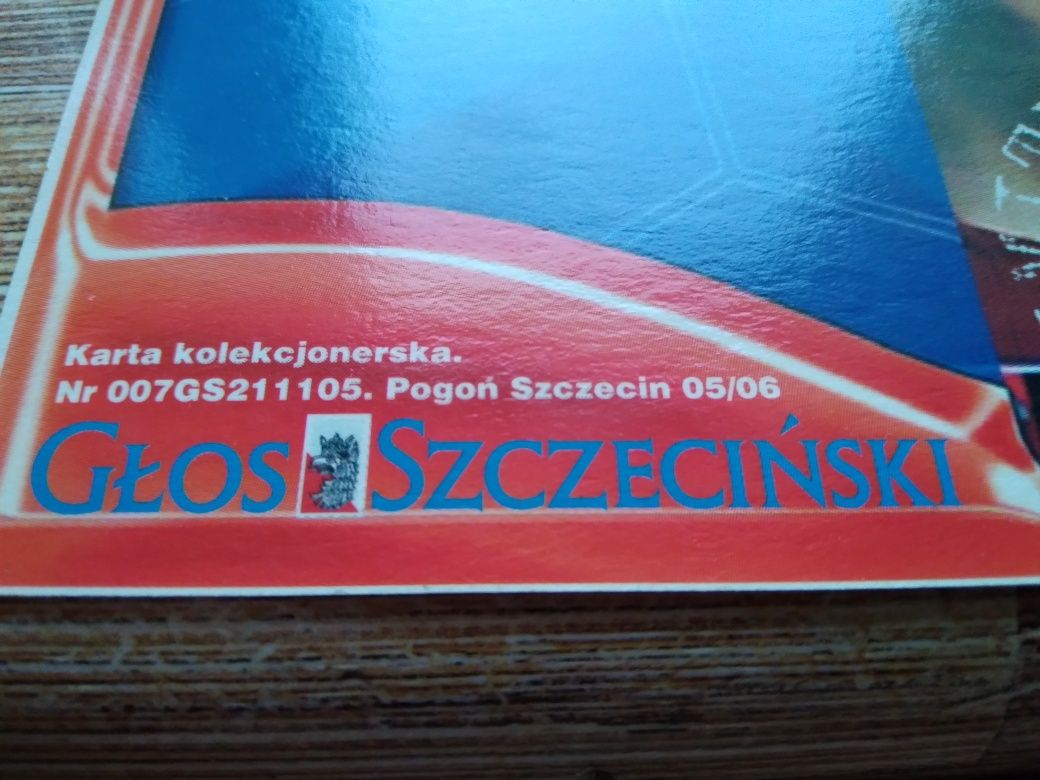 Karta kolekcjonerska.
Nr 007GS211105. Pogoń Szczecin 05/06
GŁOS SZCZECIŃSKI